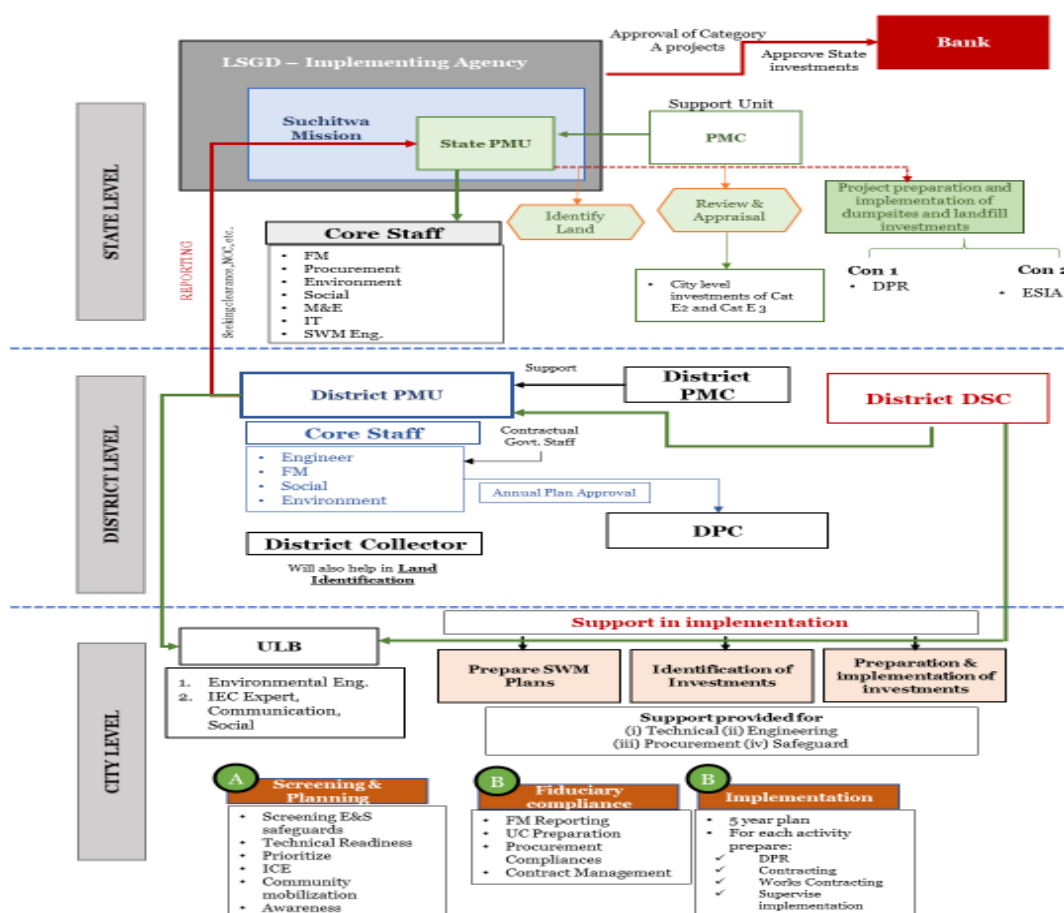 Approval of Category
A projects
Bank
Approve State
investments
LSGD – Implementing Agency
Suchitwa
Mission
State PMU
Support Unit
PMC
STATE LEVEL
REPORTING
Seeking clearance, NOC, etc.
Identify
Land
Review &
Appraisal
Project preparation and
implementation of
dumpsites and landfill
investments
Core Staff
• FM
• Procurement
• Environment
• Social
• M&E
• IT
• SWM Eng.
• City level
investments of Cat
E2 and Cat E 3
Con 1
• DPR
Con 2
• ESIA
DISTRICT LEVEL
District PMU
Support
District
PMC
District DSC
Core Staff
Contractual
Govt. Staff
• Engineer
• FM
• Social
• Environment
Annual Plan Approval
DPC
District Collector
Will also help in Land
Identification
CITY LEVEL
ULB
1. Environmental Eng.
2. IEC Expert,
Communication,
Social
Support in implementation
Prepare SWM
Plans
Identification of
Investments
Preparation &
implementation of
investments
Support provided for
(i) Technical (ii) Engineering
(iii) Procurement (iv) Safeguard
A
Screening &
Planning
• Screening E&S
safeguards
• Technical Readiness
• Prioritize
• ICE
• Community
mobilization
• Awareness
B
Fiduciary
compliance
• FM Reporting
• UC Preparation
• Procurement
Compliances
• Contract Management
B
Implementation
• 5 year plan
• For each activity
prepare:
✓ DPR
✓ Contracting
✓ Works Contracting
✓ Supervise
implementation